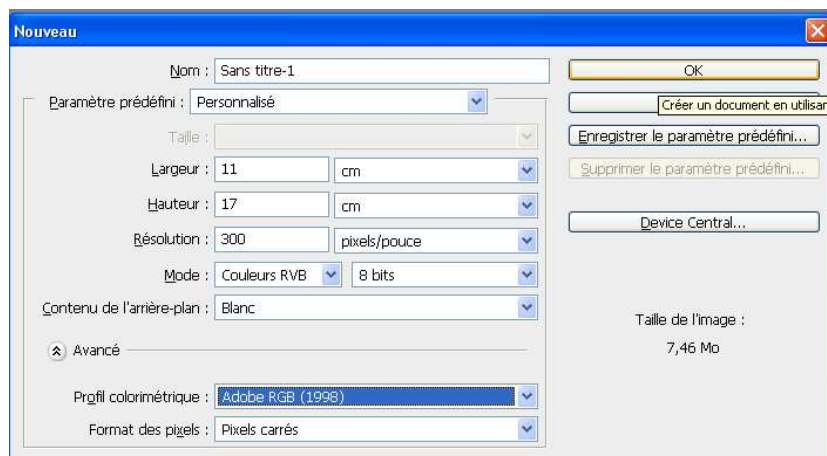 Nouveau
Nom : Sans titre-1
OK
Paramètre prédéfini : Personnalisé
Créer un document en utilisan
Taille :
Enregistrer le paramètre prédéfini...
Largeur : 11 cm
Supprimer le paramètre prédéfini...
Hauteur : 17 cm
Résolution : 300 pixels/pouce
Device Central...
Mode : Couleurs RVB 8 bits
Contenu de l'arrière-plan : Blanc
Taille de l'image :
7,46 Mo
Avancé
Profil colorimétrique : Adobe RGB (1998)
Format des pixels : Pixels carrés